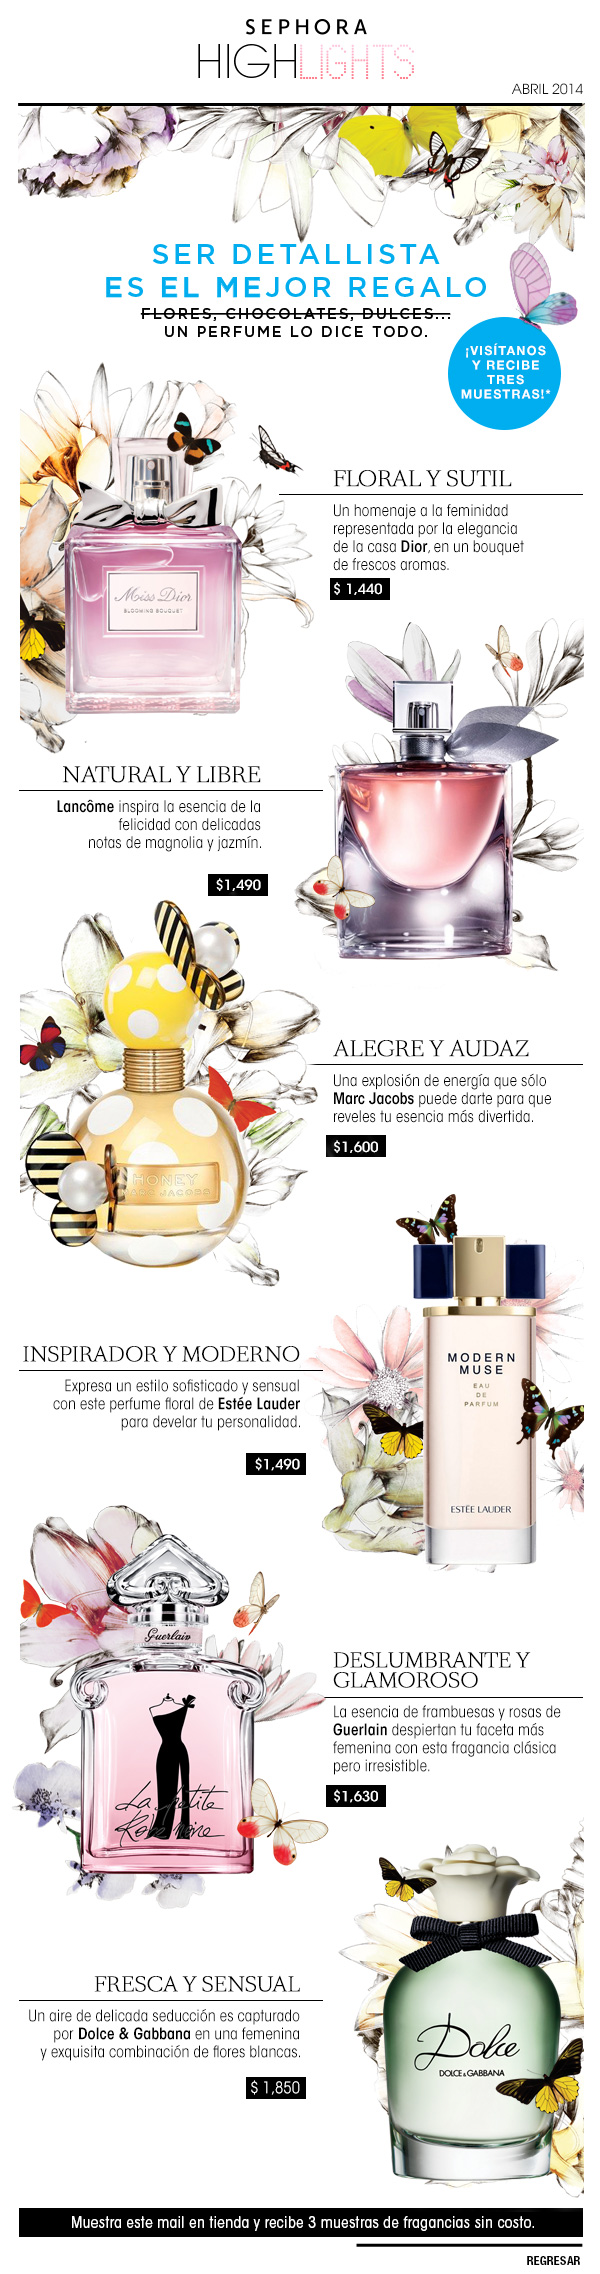 SEPHORA
HIGHLIGHTS
ABRIL 2014
SER DETALLISTA
ES EL MEJOR REGALO
FLORES, CHOCOLATES, DULCES...
UN PERFUME LO DICE TODO.
¡VISÍTANOS
Y RECIBE
TRES
MUESTRAS!*
FLORAL Y SUTIL
Un homenaje a la feminidad
representada por la elegancia
de la casa Dior, en un bouquet
de frescos aromas.
$ 1,440
Miss Dior
BLOOMING BOUQUET
NATURAL Y LIBRE
Lancôme inspira la esencia de la
felicidad con delicadas
notas de magnolia y jazmín.
$1,490
ALEGRE Y AUDAZ
Una explosión de energía que sólo
Marc Jacobs puede darte para que
reveles tu esencia más divertida.
$1,600
HONEY
MARC JACOBS
INSPIRADOR Y MODERNO
Expresa un estilo sofisticado y sensual
con este perfume floral de Estée Lauder
para develar tu personalidad.
$1,490
MODERN
MUSE
EAU
DE
PARFUM
ESTÉE LAUDER
Guerlain
La Petite
Robe noire
DESLUMBRANTE Y
GLAMOROSO
La esencia de frambuesas y rosas de
Guerlain despiertan tu faceta más
femenina con esta fragancia clásica
pero irresistible.
$1,630
FRESCA Y SENSUAL
Un aire de delicada seducción es capturado
por Dolce & Gabbana en una femenina
y exquisita combinación de flores blancas.
$ 1,850
Dolce
DOLCE & GABBANA
Muestra este mail en tienda y recibe 3 muestras de fragancias sin costo.
REGRESAR